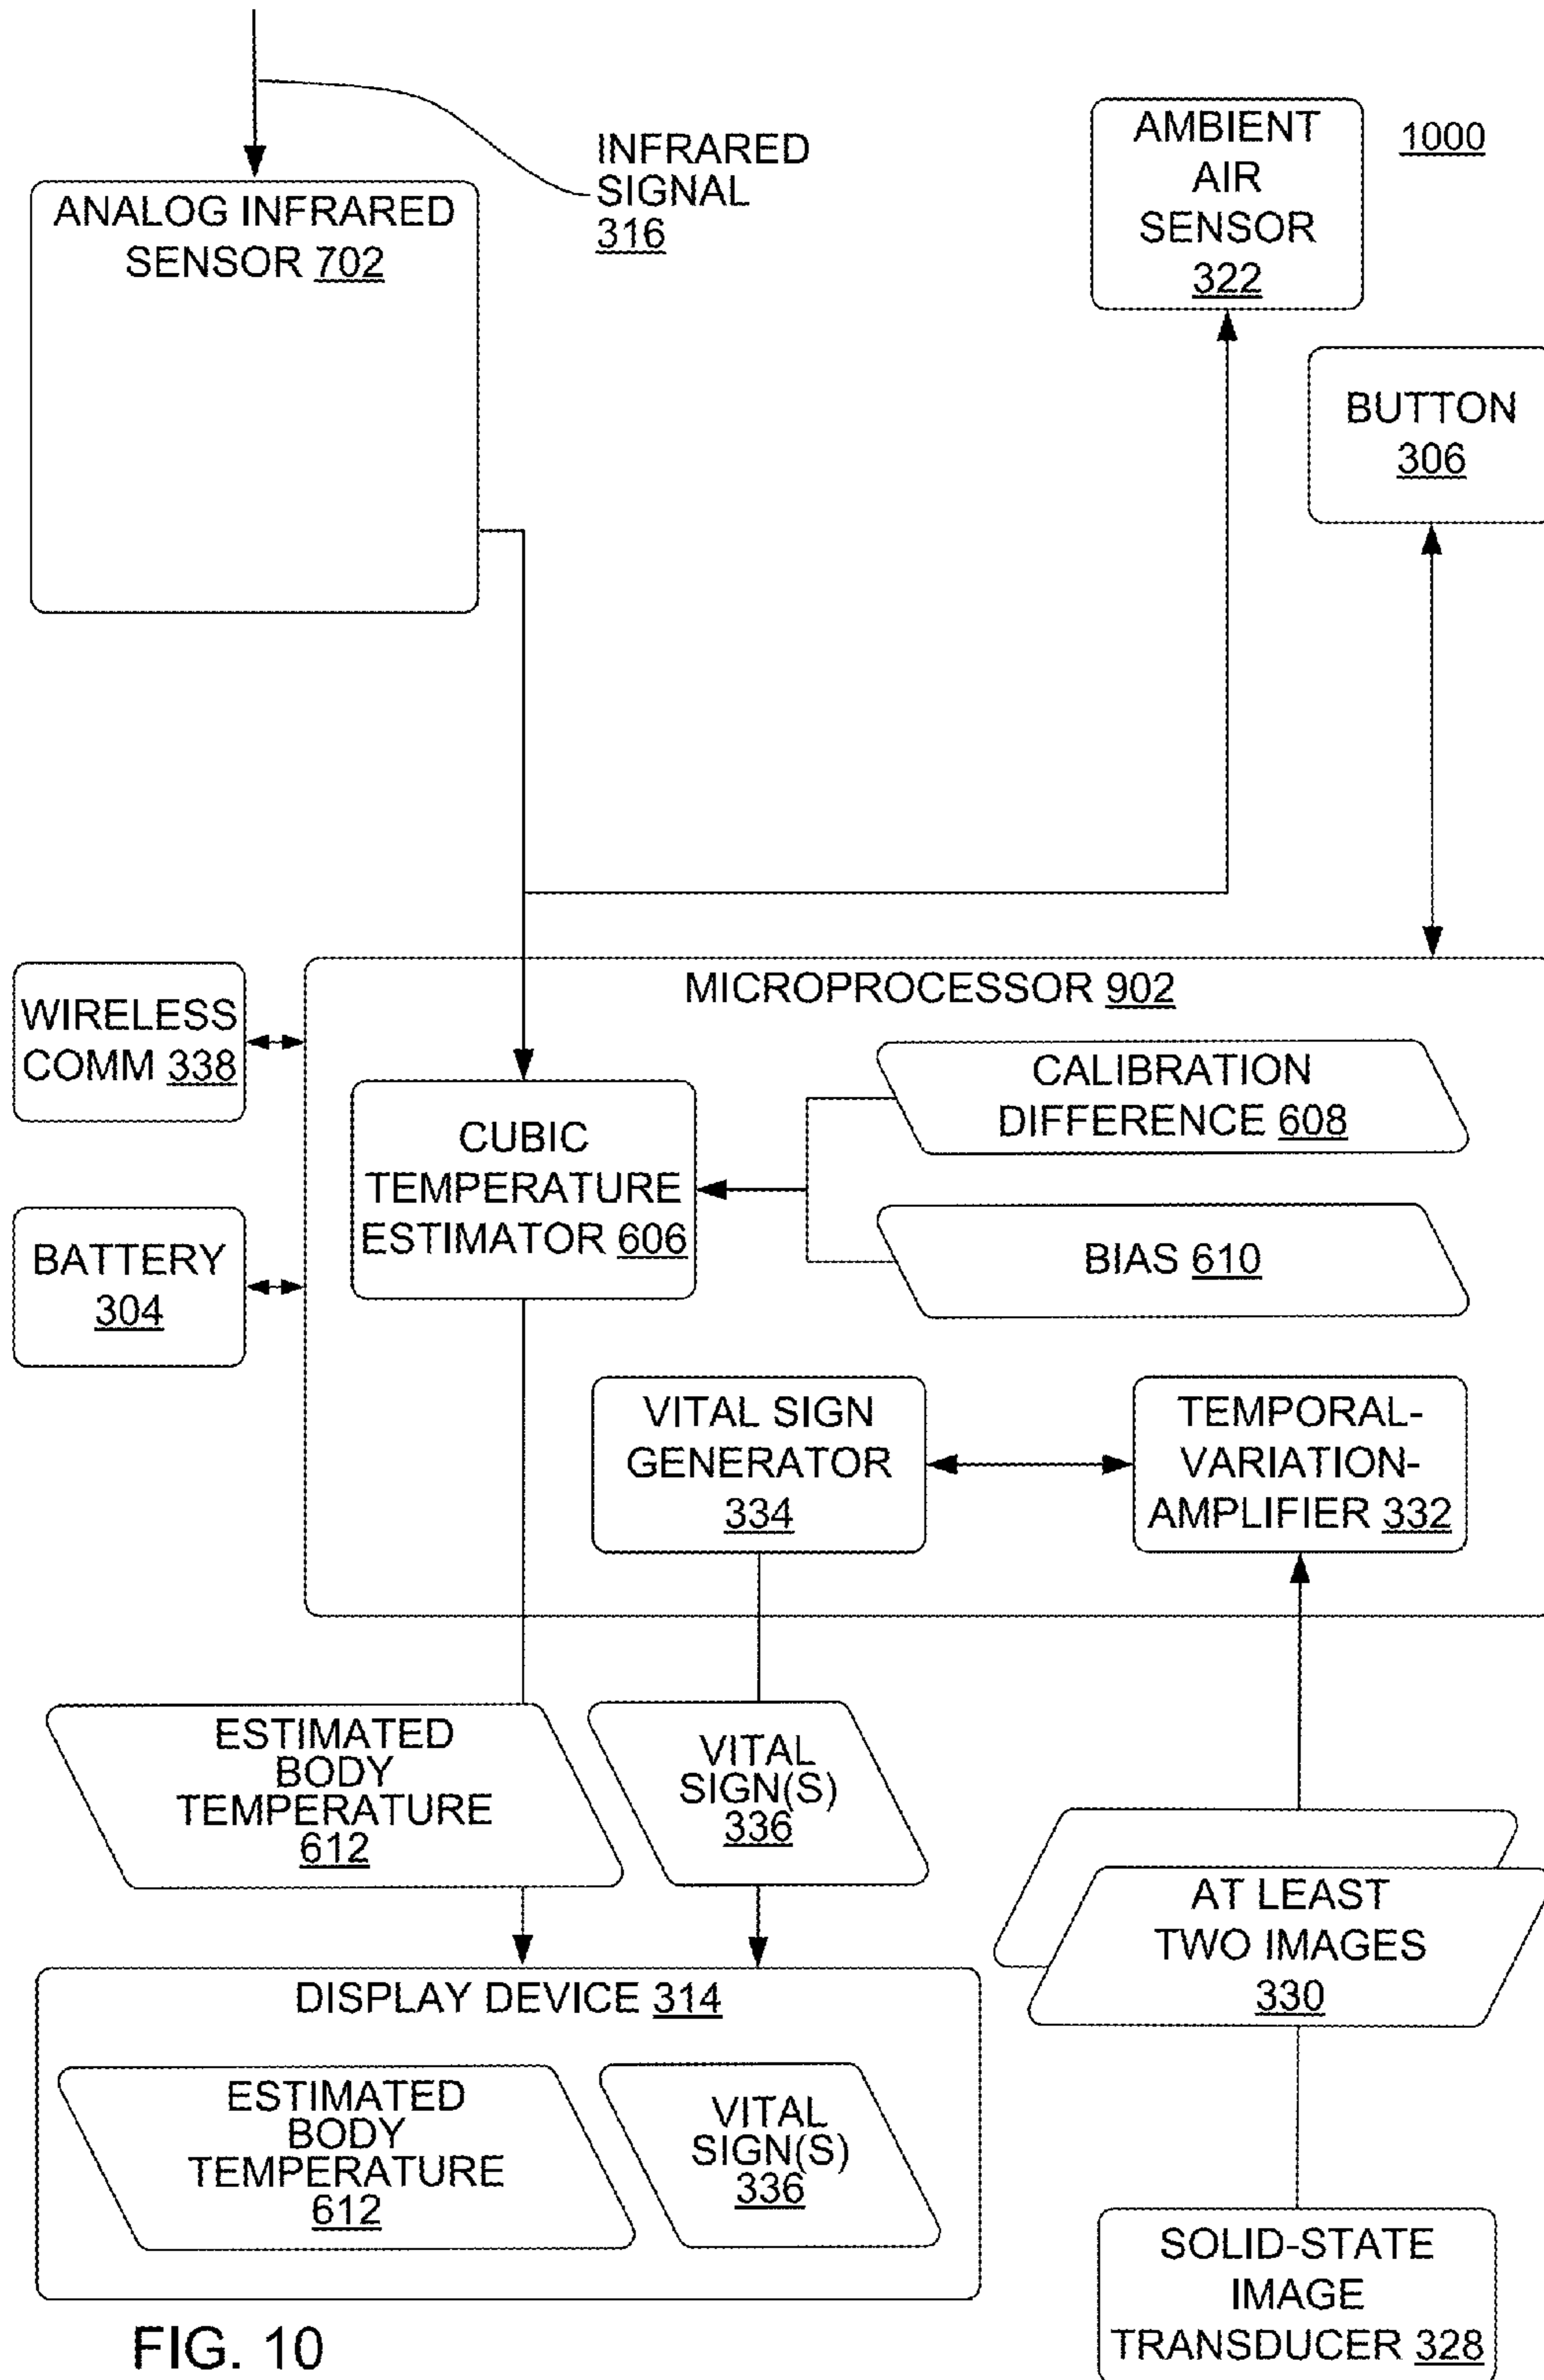 INFRARED
SIGNAL
316
ANALOG INFRARED
SENSOR 702
AMBIENT
AIR
SENSOR
322
1000
BUTTON
306
MICROPROCESSOR 902
WIRELESS
COMM 338
BATTERY
304
CUBIC
TEMPERATURE
ESTIMATOR 606
CALIBRATION
DIFFERENCE 608
BIAS 610
VITAL SIGN
GENERATOR
334
TEMPORAL-
VARIATION-
AMPLIFIER 332
ESTIMATED
BODY
TEMPERATURE
612
VITAL
SIGN(S)
336
AT LEAST
TWO IMAGES
330
DISPLAY DEVICE 314
ESTIMATED
BODY
TEMPERATURE
612
VITAL
SIGN(S)
336
SOLID-STATE
IMAGE
TRANSDUCER 328
FIG. 10